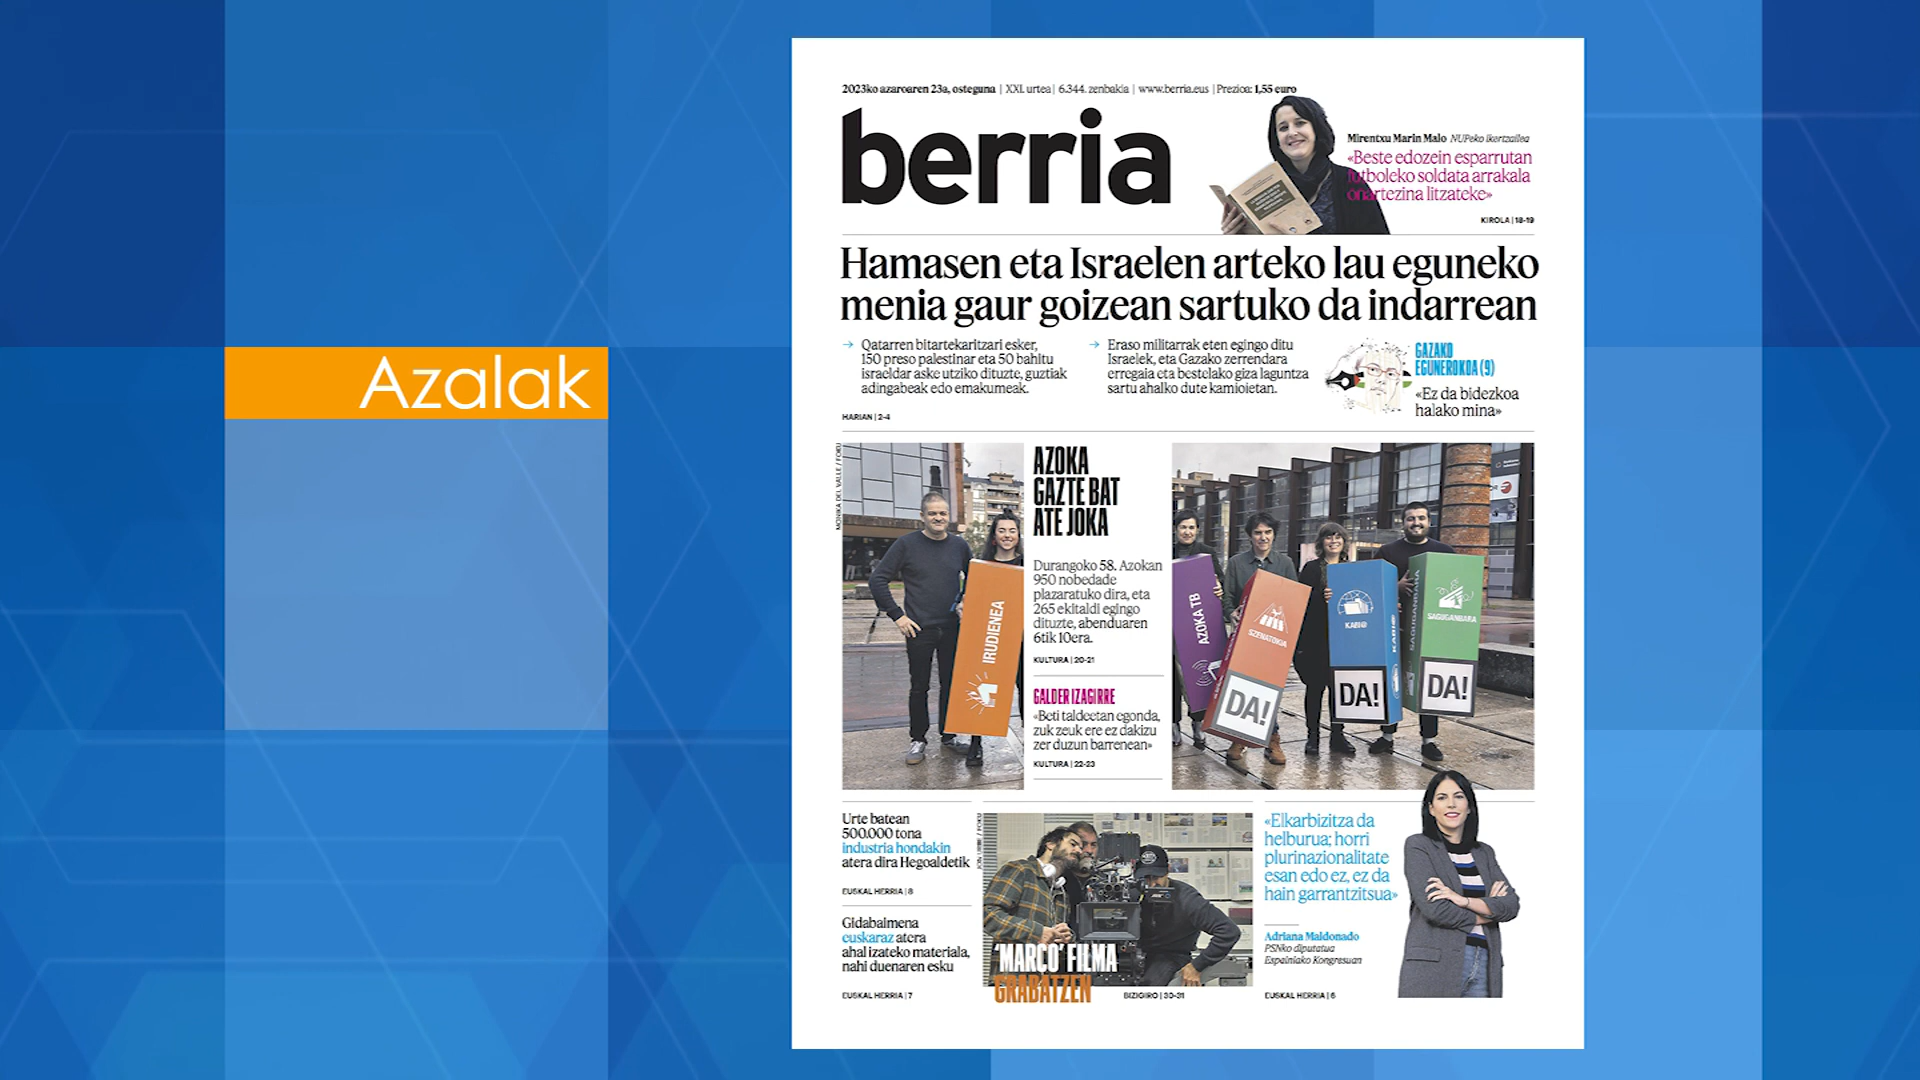 Azalak
2023ko azaroaren 23a, osteguna | XXI. urtea | 6.344. zenbakia | www.berria.eus | Prezioa: 1,55 euro
berria
Mirentxu Marin Malo NUPeko ikertzailea
«Beste edozein esparrutan
futboleko soldata arrakala
onartezina litzateke»
KIROLA | 18-19
Hamasen eta Israelen arteko lau eguneko
menia gaur goizean sartuko da indarrean
→ Qatarren bitartekaritzari esker,
150 preso palestinar eta 50 bahitu
israeldar aske utziko dituzte, guztiak
adingabeak edo emakumeak.
HARIAN | 2-4
→ Eraso militarrak eten egingo ditu
Israelek, eta Gazako zerrendara
erregaia eta bestelako giza laguntza
sartu ahalko dute kamioietan.
GAZAKO
EGUNEROKOA (9)
«Ez da bidezkoa
halako mina»
MONIKA DEL VALLE / FOKU
AZOKA
GAZTE BAT
ATE JOKA
Durangoko 58. Azokan
950 nobedade
plazaratuko dira, eta
265 ekitaldi egingo
dituzte, abenduaren
6tik 10era.
KULTURA | 20-21
GALDER IZAGIRRE
«Beti taldeetan egonda,
zuk zeuk ere ez dakizu
zer duzun barrenean»
KULTURA | 22-23
IRUDIENEA
AZOKA TB
SZENATOKIA
DA!
KABI@
DA!
SAGUGANBARA
SAGUGANBARA
DA!
Urte batean
500.000 tona
industria hondakin
atera dira Hegoaldetik
EUSKAL HERRIA | 8
Gidabaimena
euskaraz atera
ahal izateko materiala,
nahi duenaren esku
EUSKAL HERRIA | 7
'MARCO' FILMA
GRABATZEN
BIZIGIRO | 30-31
«Elkarbizitza da
helburua; horri
plurinazionalitate
esan edo ez, ez da
hain garrantzitsua»
Adriana Maldonado
PSNko diputatua
Espainiako Kongresuan
EUSKAL HERRIA | 6